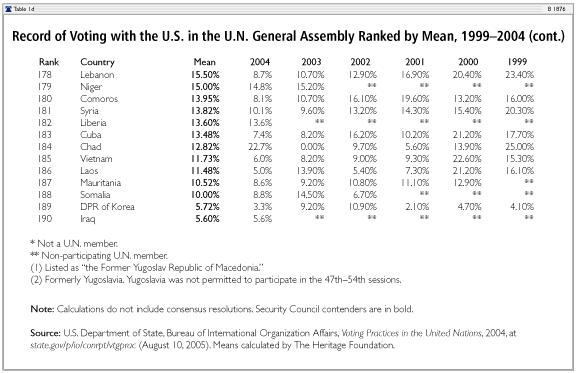 Table 1d B 1876
Record of Voting with the U.S. in the U.N. General Assembly Ranked by Mean, 1999–2004 (cont.)
Rank Country Mean 2004 2003 2002 2001 2000 1999
178 Lebanon 15.50% 8.7% 10.70% 12.90% 16.90% 20.40% 23.40%
179 Niger 15.00% 14.8% 15.20% ** ** ** **
180 Comoros 13.95% 8.1% 10.70% 16.10% 19.60% 13.20% 16.00%
181 Syria 13.82% 10.1% 9.60% 13.20% 14.30% 15.40% 20.30%
182 Liberia 13.60% 13.6% ** ** ** ** **
183 Cuba 13.48% 7.4% 8.20% 16.20% 10.20% 21.20% 17.70%
184 Chad 12.82% 22.7% 0.00% 9.70% 5.60% 13.90% 25.00%
185 Vietnam 11.73% 6.0% 8.20% 9.00% 9.30% 22.60% 15.30%
186 Laos 11.48% 5.0% 13.90% 5.40% 7.30% 21.20% 16.10%
187 Mauritania 10.52% 8.6% 9.20% 10.80% 11.10% 12.90% **
188 Somalia 10.00% 8.8% 14.50% 6.70% ** ** **
189 DPR of Korea 5.72% 3.3% 9.20% 10.90% 2.10% 4.70% 4.10%
190 Iraq 5.60% 5.6% ** ** ** ** **
* Not a U.N. member.
** Non-participating U.N. member.
(1) Listed as "the Former Yugoslav Republic of Macedonia."
(2) Formerly Yugoslavia. Yugoslavia was not permitted to participate in the 47th–54th sessions.
Note: Calculations do not include consensus resolutions. Security Council contenders are in bold.
Source: U.S. Department of State, Bureau of International Organization Affairs, Voting Practices in the United Nations, 2004, at
state.gov/p/io/conrpt/vtgprac (August 10, 2005). Means calculated by The Heritage Foundation.